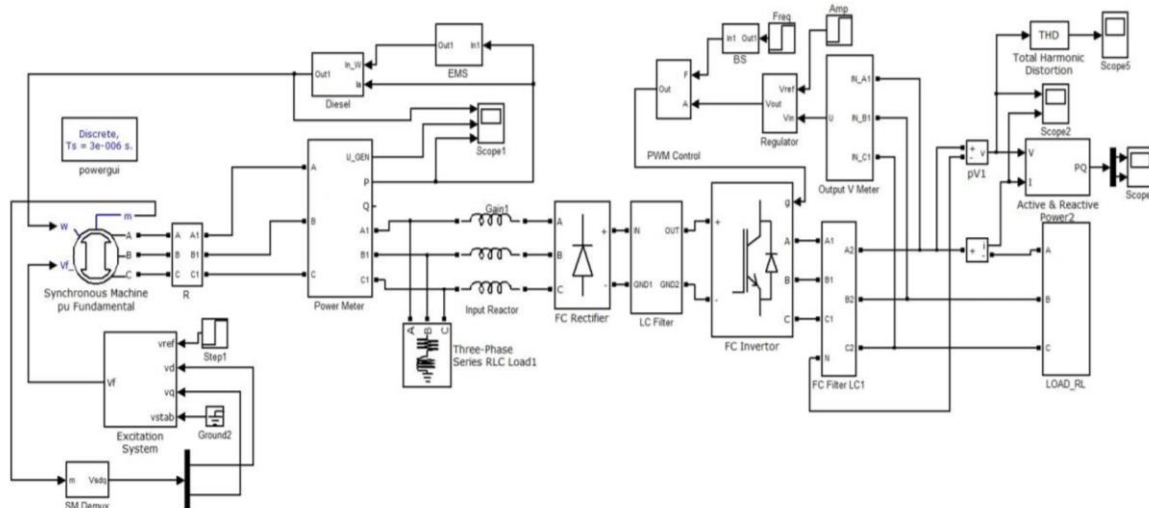 Out1
In1
EMS
In_W
Out1
Ia
Diesel
Scope1
Discrete,
Ts = 3e-006 s.
powergui
m
w
Vf_
A
B
C
Synchronous Machine
pu Fundamental
A
A1
B
B1
C
C1
R
A
B
C
U_GEN
P
Q
A1
B1
C1
Power Meter
Gain1
Input Reactor
A
B
C
Three-Phase
Series RLC Load1
A
B
C
+
-
FC Rectifier
IN
OUT
GND1
GND2
LC Filter
+
-
g
A
B
C
FC Invertor
A1
B1
C1
N
A2
B2
C2
FC Filter LC1
Freq
In1
Out1
BS
Amp
Out
F
A
PWM Control
Vref
Vout
Vin
Regulator
IN_A1
IN_B1
IN_C1
U
Output V Meter
THD
Total Harmonic
Distortion
Scope5
Scope2
+
-
v
pV1
V
I
PQ
Active & Reactive
Power2
Scope
+
i
-
A
B
C
LOAD_RL
Step1
vref
vd
vq
vstab
Vf
Ground2
Excitation
System
m
Vsdq
SM Demux